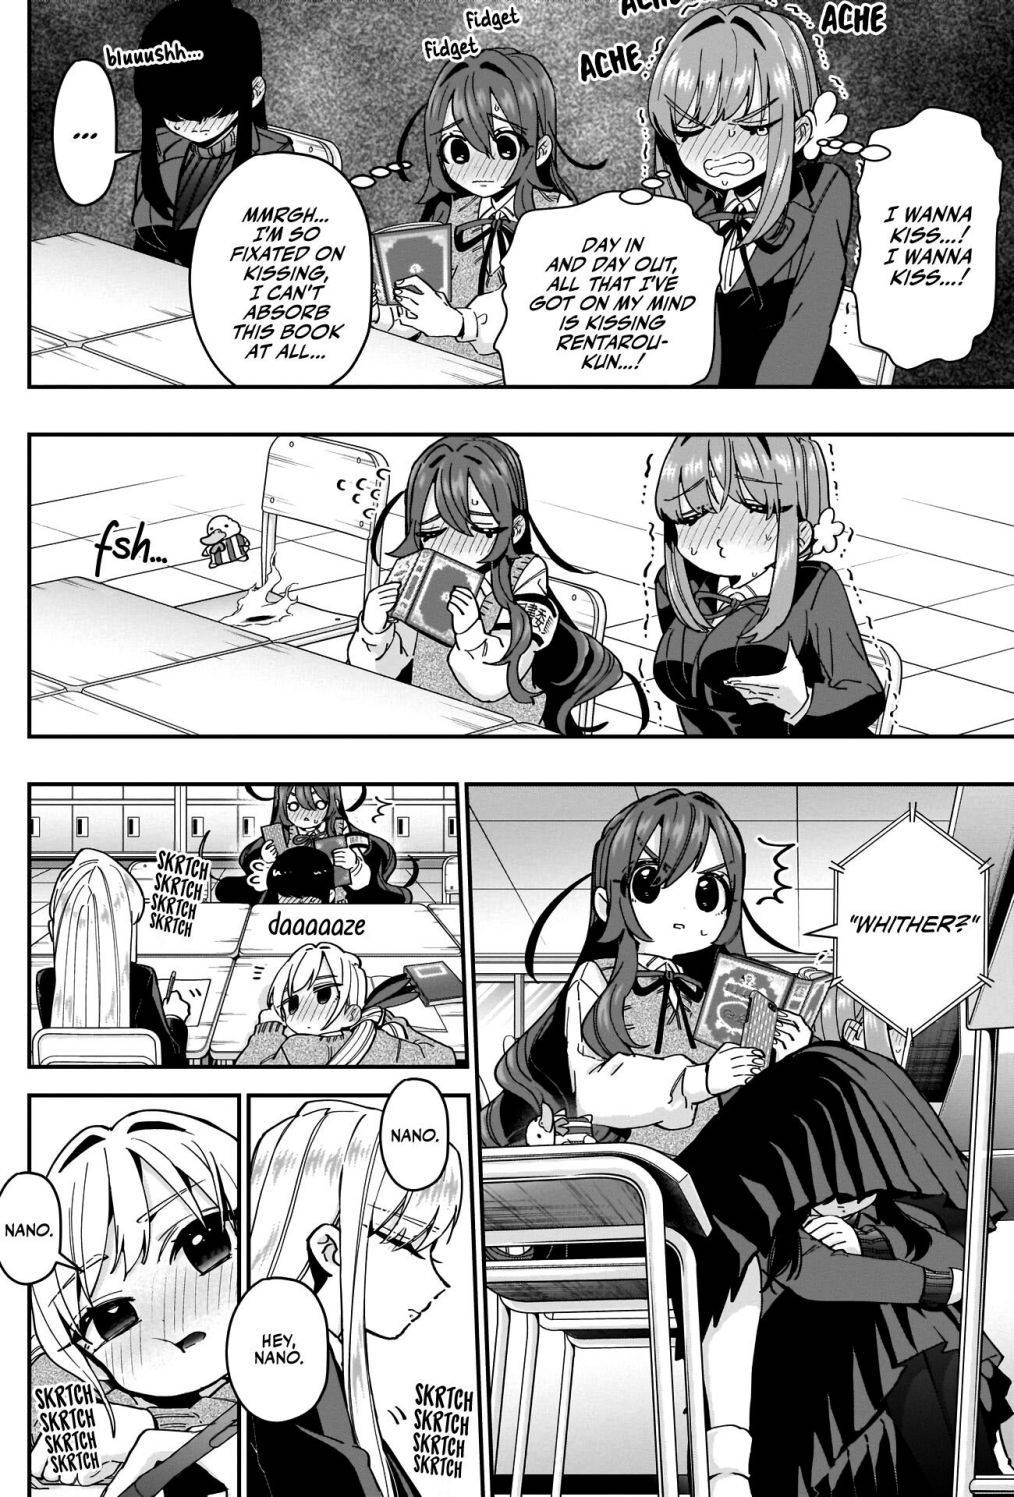 ACHE
ACHE
ACHE
I WANNA
KISS...!
I WANNA
KISS...!
DAY IN
AND DAY OUT,
ALL THAT I'VE
GOT ON MY MIND
IS KISSING
RENTAROU-
KUN...!
Fidget
Fidget
MMRGH...
I'M SO
FIXATED ON
KISSING,
I CAN'T
ABSORB
THIS BOOK
AT ALL...
bluuushh...
...
fsh...
"WHITHER?"
SKRTCH
SKRTCH
SKRTCH
SKRTCH
daaaaaze
NANO.
HEY,
NANO.
SKRTCH
SKRTCH
SKRTCH
SKRTCH
NANO.
SKRTCH
SKRTCH
SKRTCH
SKRTCH